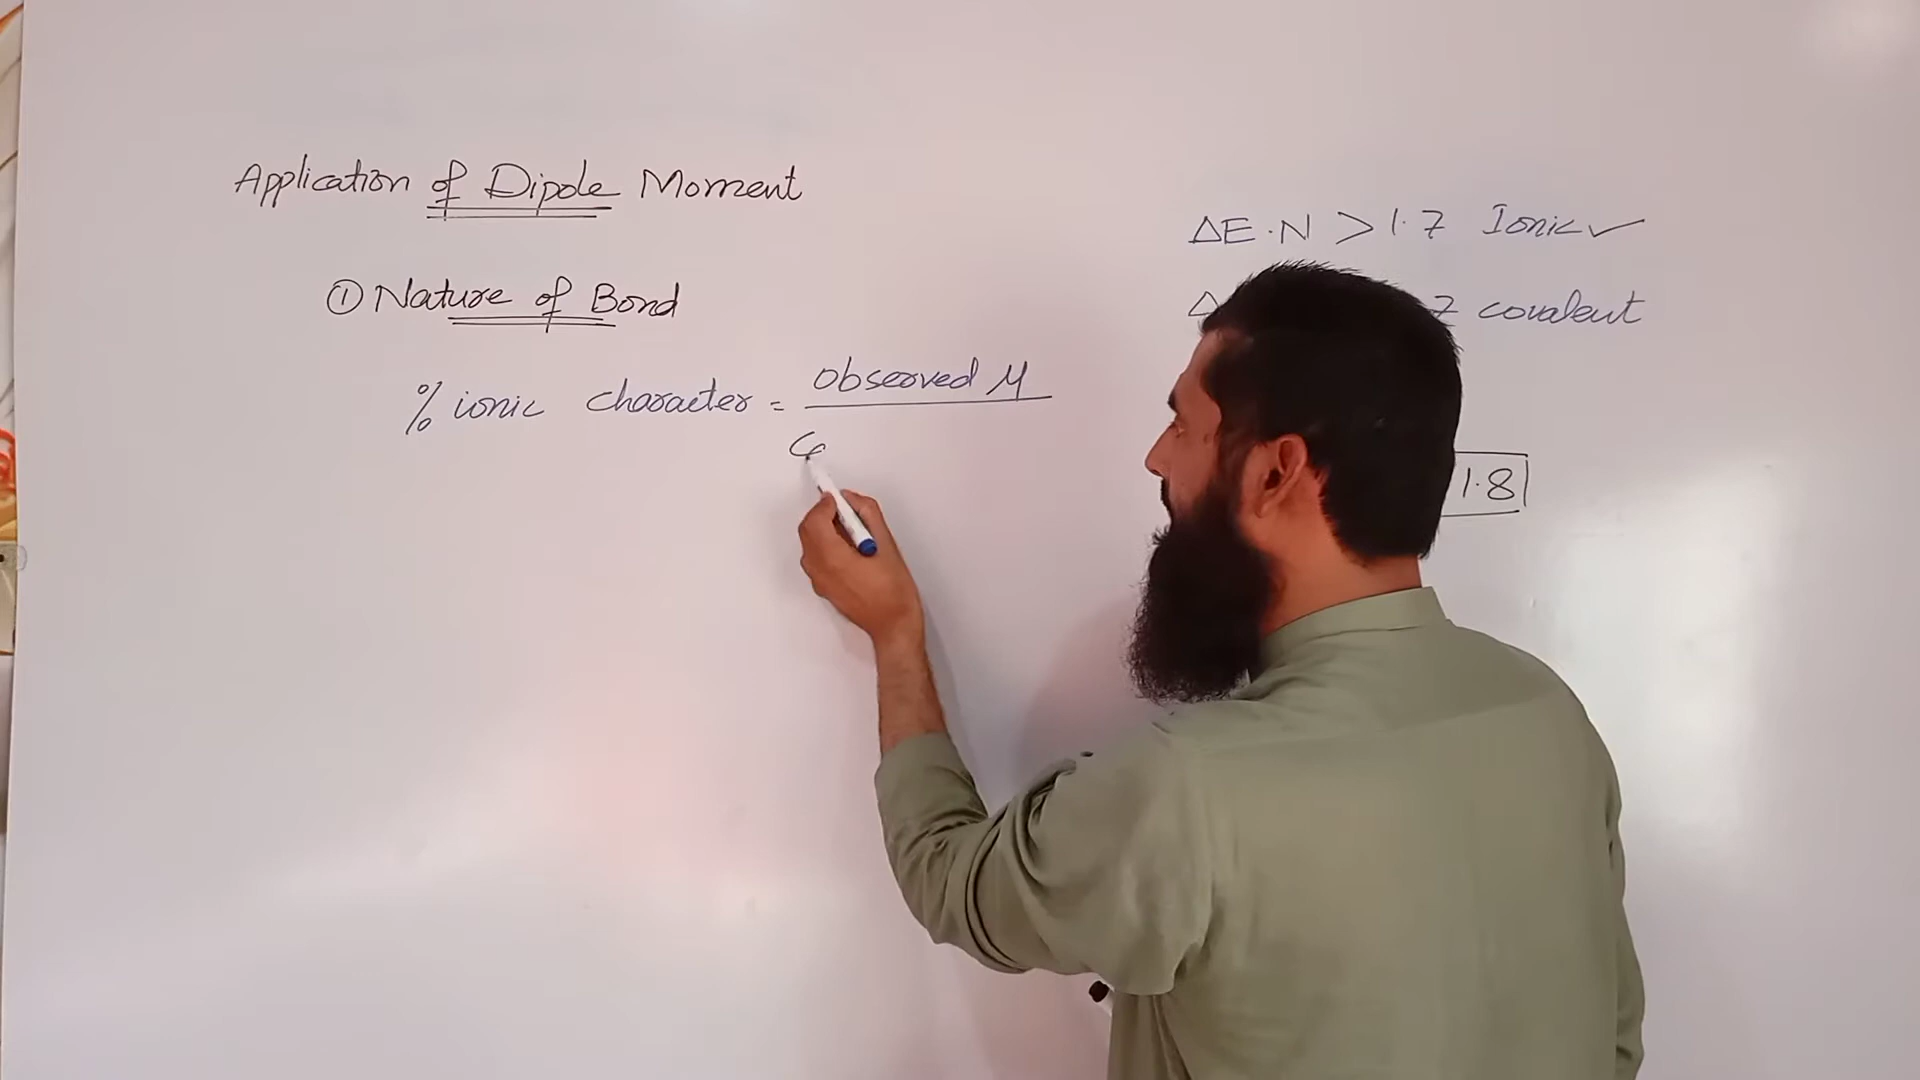 Application of Dipole Moment
① Nature of Bond
% ionic character = observed μ
C
ΔE.N > 1.7 Ionic ✓
Δ 7 covalent
1.8